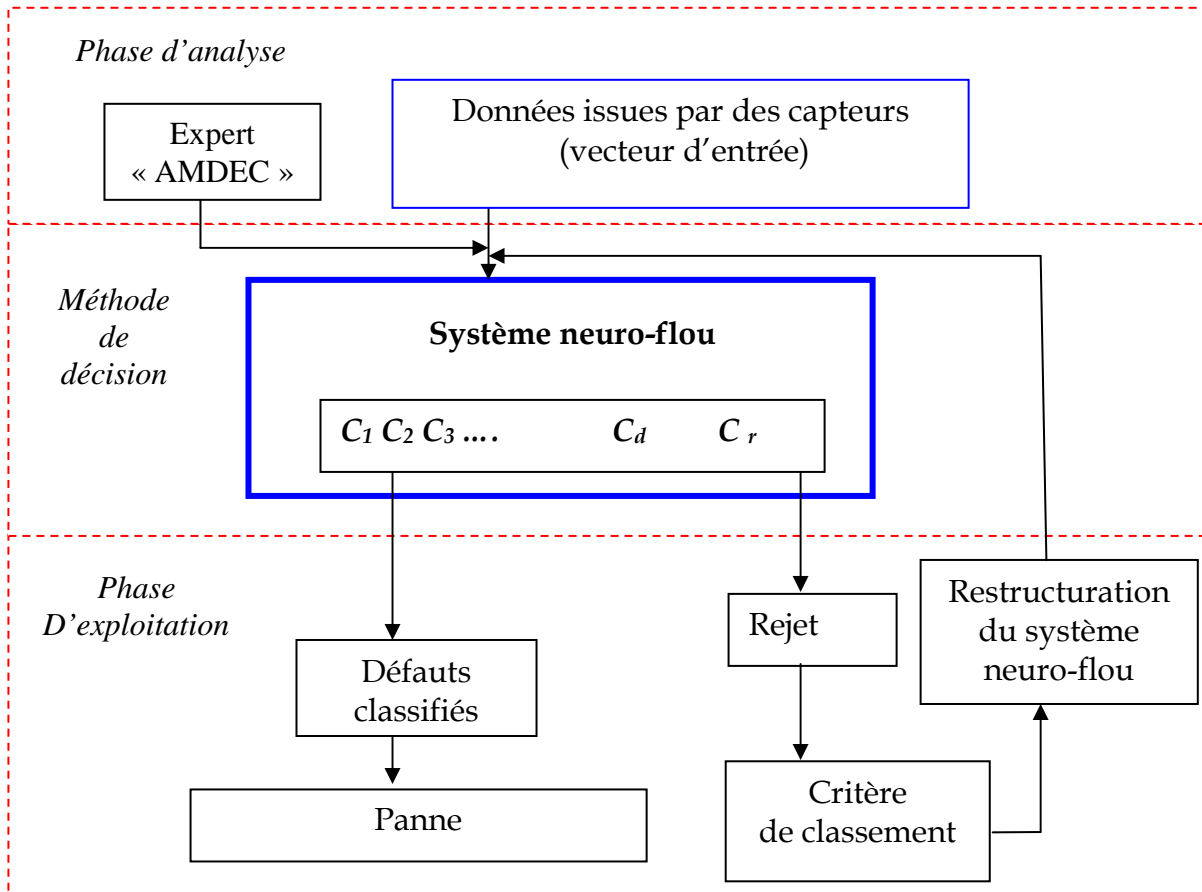 Phase d'analyse
Expert
« AMDEC »
Données issues par des capteurs
(vecteur d'entrée)
Méthode
de
décision
Système neuro-flou
C1 C2 C3 .... Cd C r
Phase
D'exploitation
Défauts
classifiés
Panne
Rejet
Critère
de classement
Restructuration
du système
neuro-flou